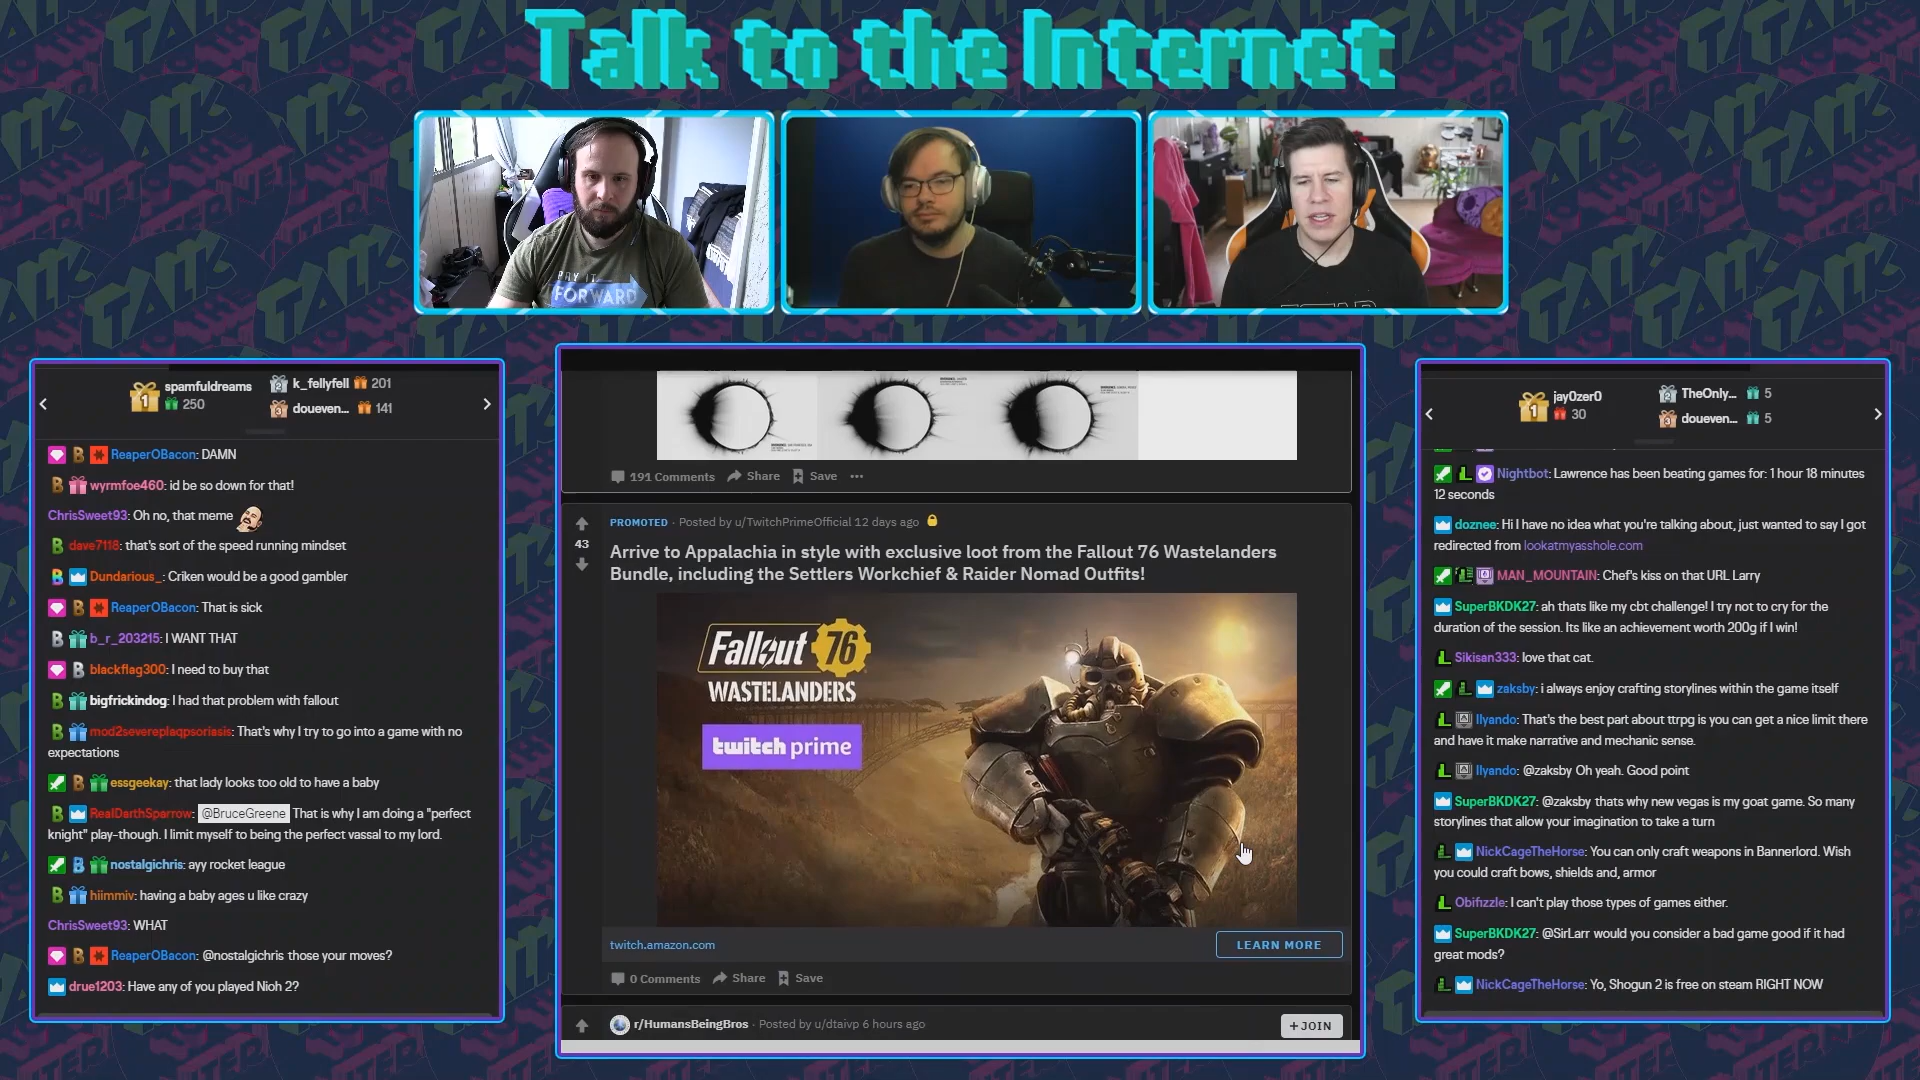 Talk to the Internet
PAY IT
FORWARD
1
spamfuldreams
250
2
k_fellyfell
201
3
doueven...
141
ReaperOBacon: DAMN
wyrmfoe460: id be so down for that!
ChrisSweet93: Oh no, that meme
dave7118: that's sort of the speed running mindset
Dundarious_: Criken would be a good gambler
ReaperOBacon: That is sick
b_r_203215: I WANT THAT
blackflag300: I need to buy that
bigfrickindog: I had that problem with fallout
mod2severeplaqpsoriasis: That's why I try to go into a game with no
expectations
essgeekay: that lady looks too old to have a baby
RealDarthSparrow: @BruceGreene That is why I am doing a "perfect
knight" play-though. I limit myself to being the perfect vassal to my lord.
nostalgichris: ayy rocket league
hiimmiv: having a baby ages u like crazy
ChrisSweet93: WHAT
ReaperOBacon: @nostalgichris those your moves?
drue1203: Have any of you played Nioh 2?
191 Comments Share Save
PROMOTED · Posted by u/TwitchPrimeOfficial 12 days ago
43
Arrive to Appalachia in style with exclusive loot from the Fallout 76 Wastelanders
Bundle, including the Settlers Workchief & Raider Nomad Outfits!
Fallout 76
WASTELANDERS
twitch prime
twitch.amazon.com
LEARN MORE
0 Comments Share Save
r/HumansBeingBros · Posted by u/dtaivp 6 hours ago
+JOIN
1
jay0zer0
30
2
TheOnly...
5
3
doueven...
5
Nightbot: Lawrence has been beating games for: 1 hour 18 minutes
12 seconds
doznee: Hi I have no idea what you're talking about, just wanted to say I got
redirected from lookatmyasshole.com
MAN_MOUNTAIN: Chef's kiss on that URL Larry
SuperBKDK27: ah thats like my cbt challenge! I try not to cry for the
duration of the session. Its like an achievement worth 200g if I win!
Sikisan333: love that cat.
zaksby: i always enjoy crafting storylines within the game itself
Ilyando: That's the best part about ttrpg is you can get a nice limit there
and have it make narrative and mechanic sense.
Ilyando: @zaksby Oh yeah. Good point
SuperBKDK27: @zaksby thats why new vegas is my goat game. So many
storylines that allow your imagination to take a turn
NickCageTheHorse: You can only craft weapons in Bannerlord. Wish
you could craft bows, shields and, armor
Obifizzle: I can't play those types of games either.
SuperBKDK27: @SirLarr would you consider a bad game good if it had
great mods?
NickCageTheHorse: Yo, Shogun 2 is free on steam RIGHT NOW